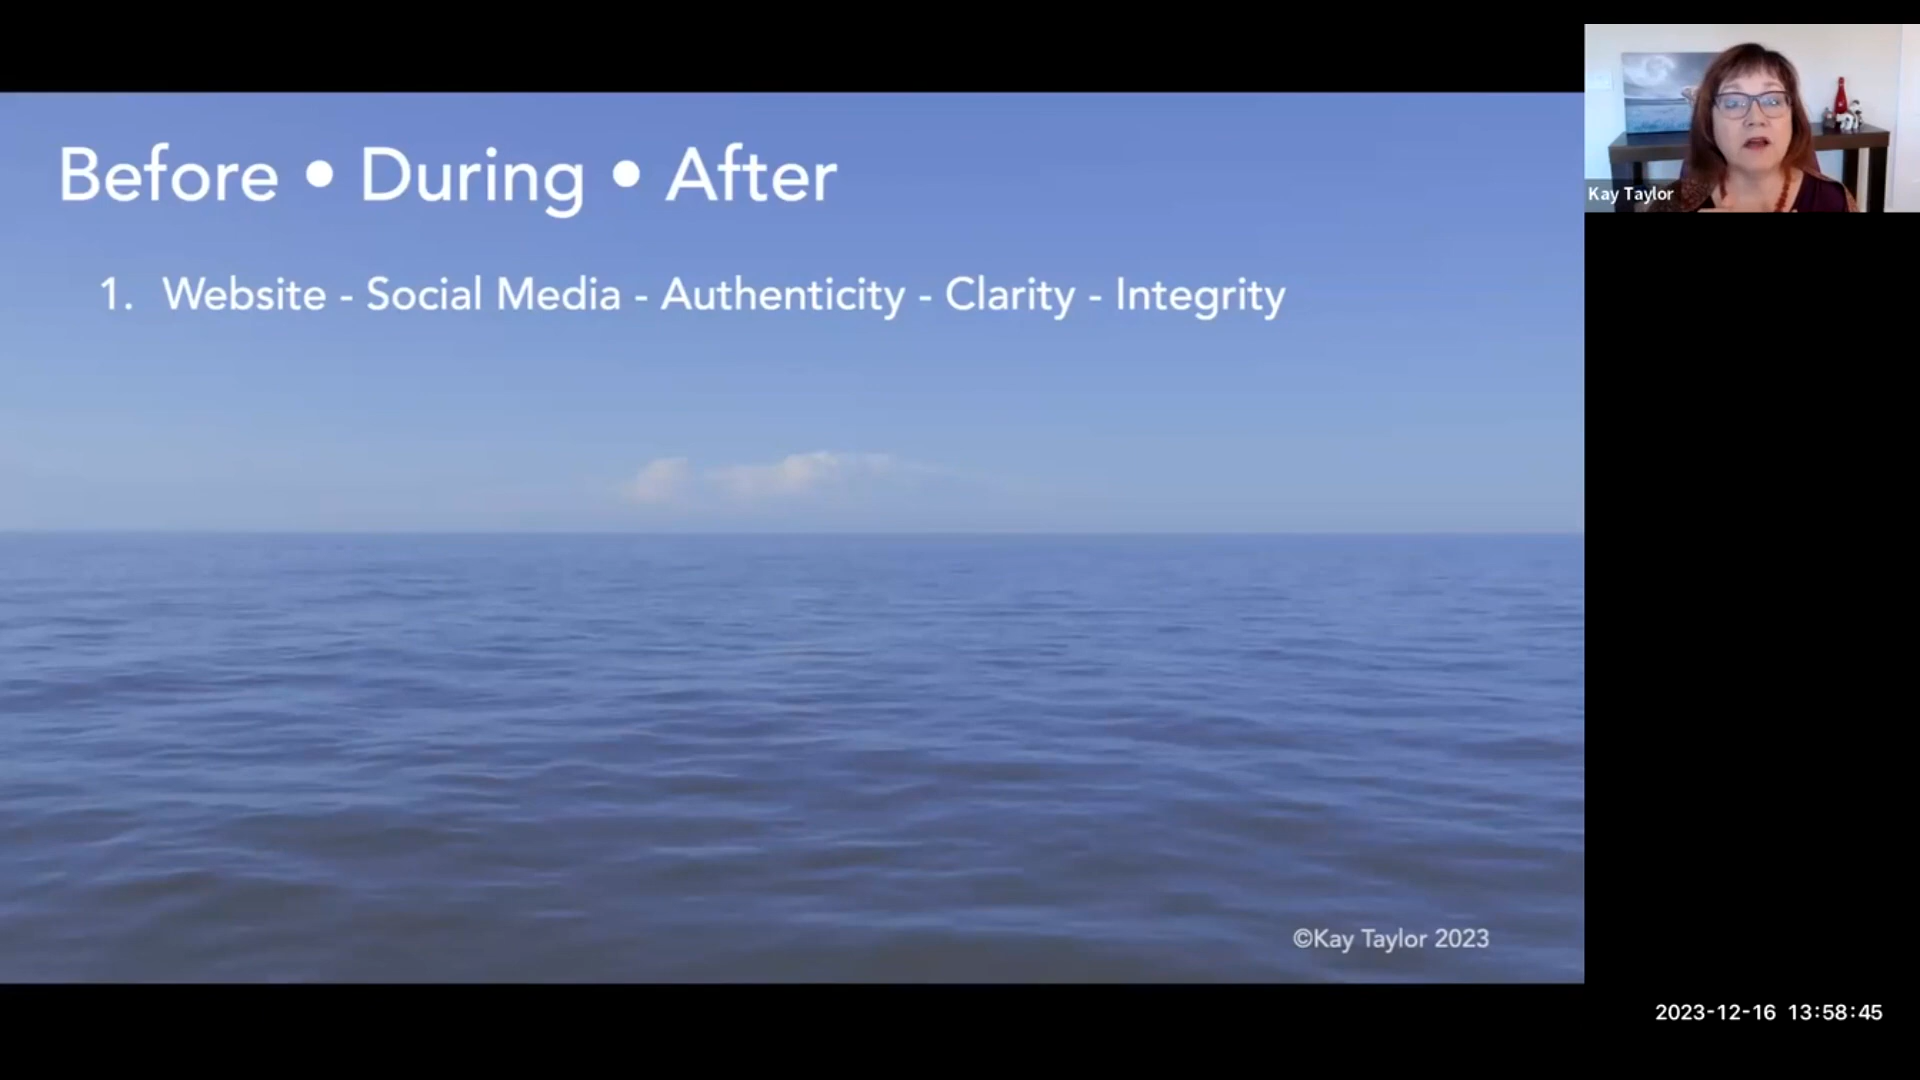 Before • During • After
1. Website - Social Media - Authenticity - Clarity - Integrity
©Kay Taylor 2023
Kay Taylor
2023-12-16 13:58:45